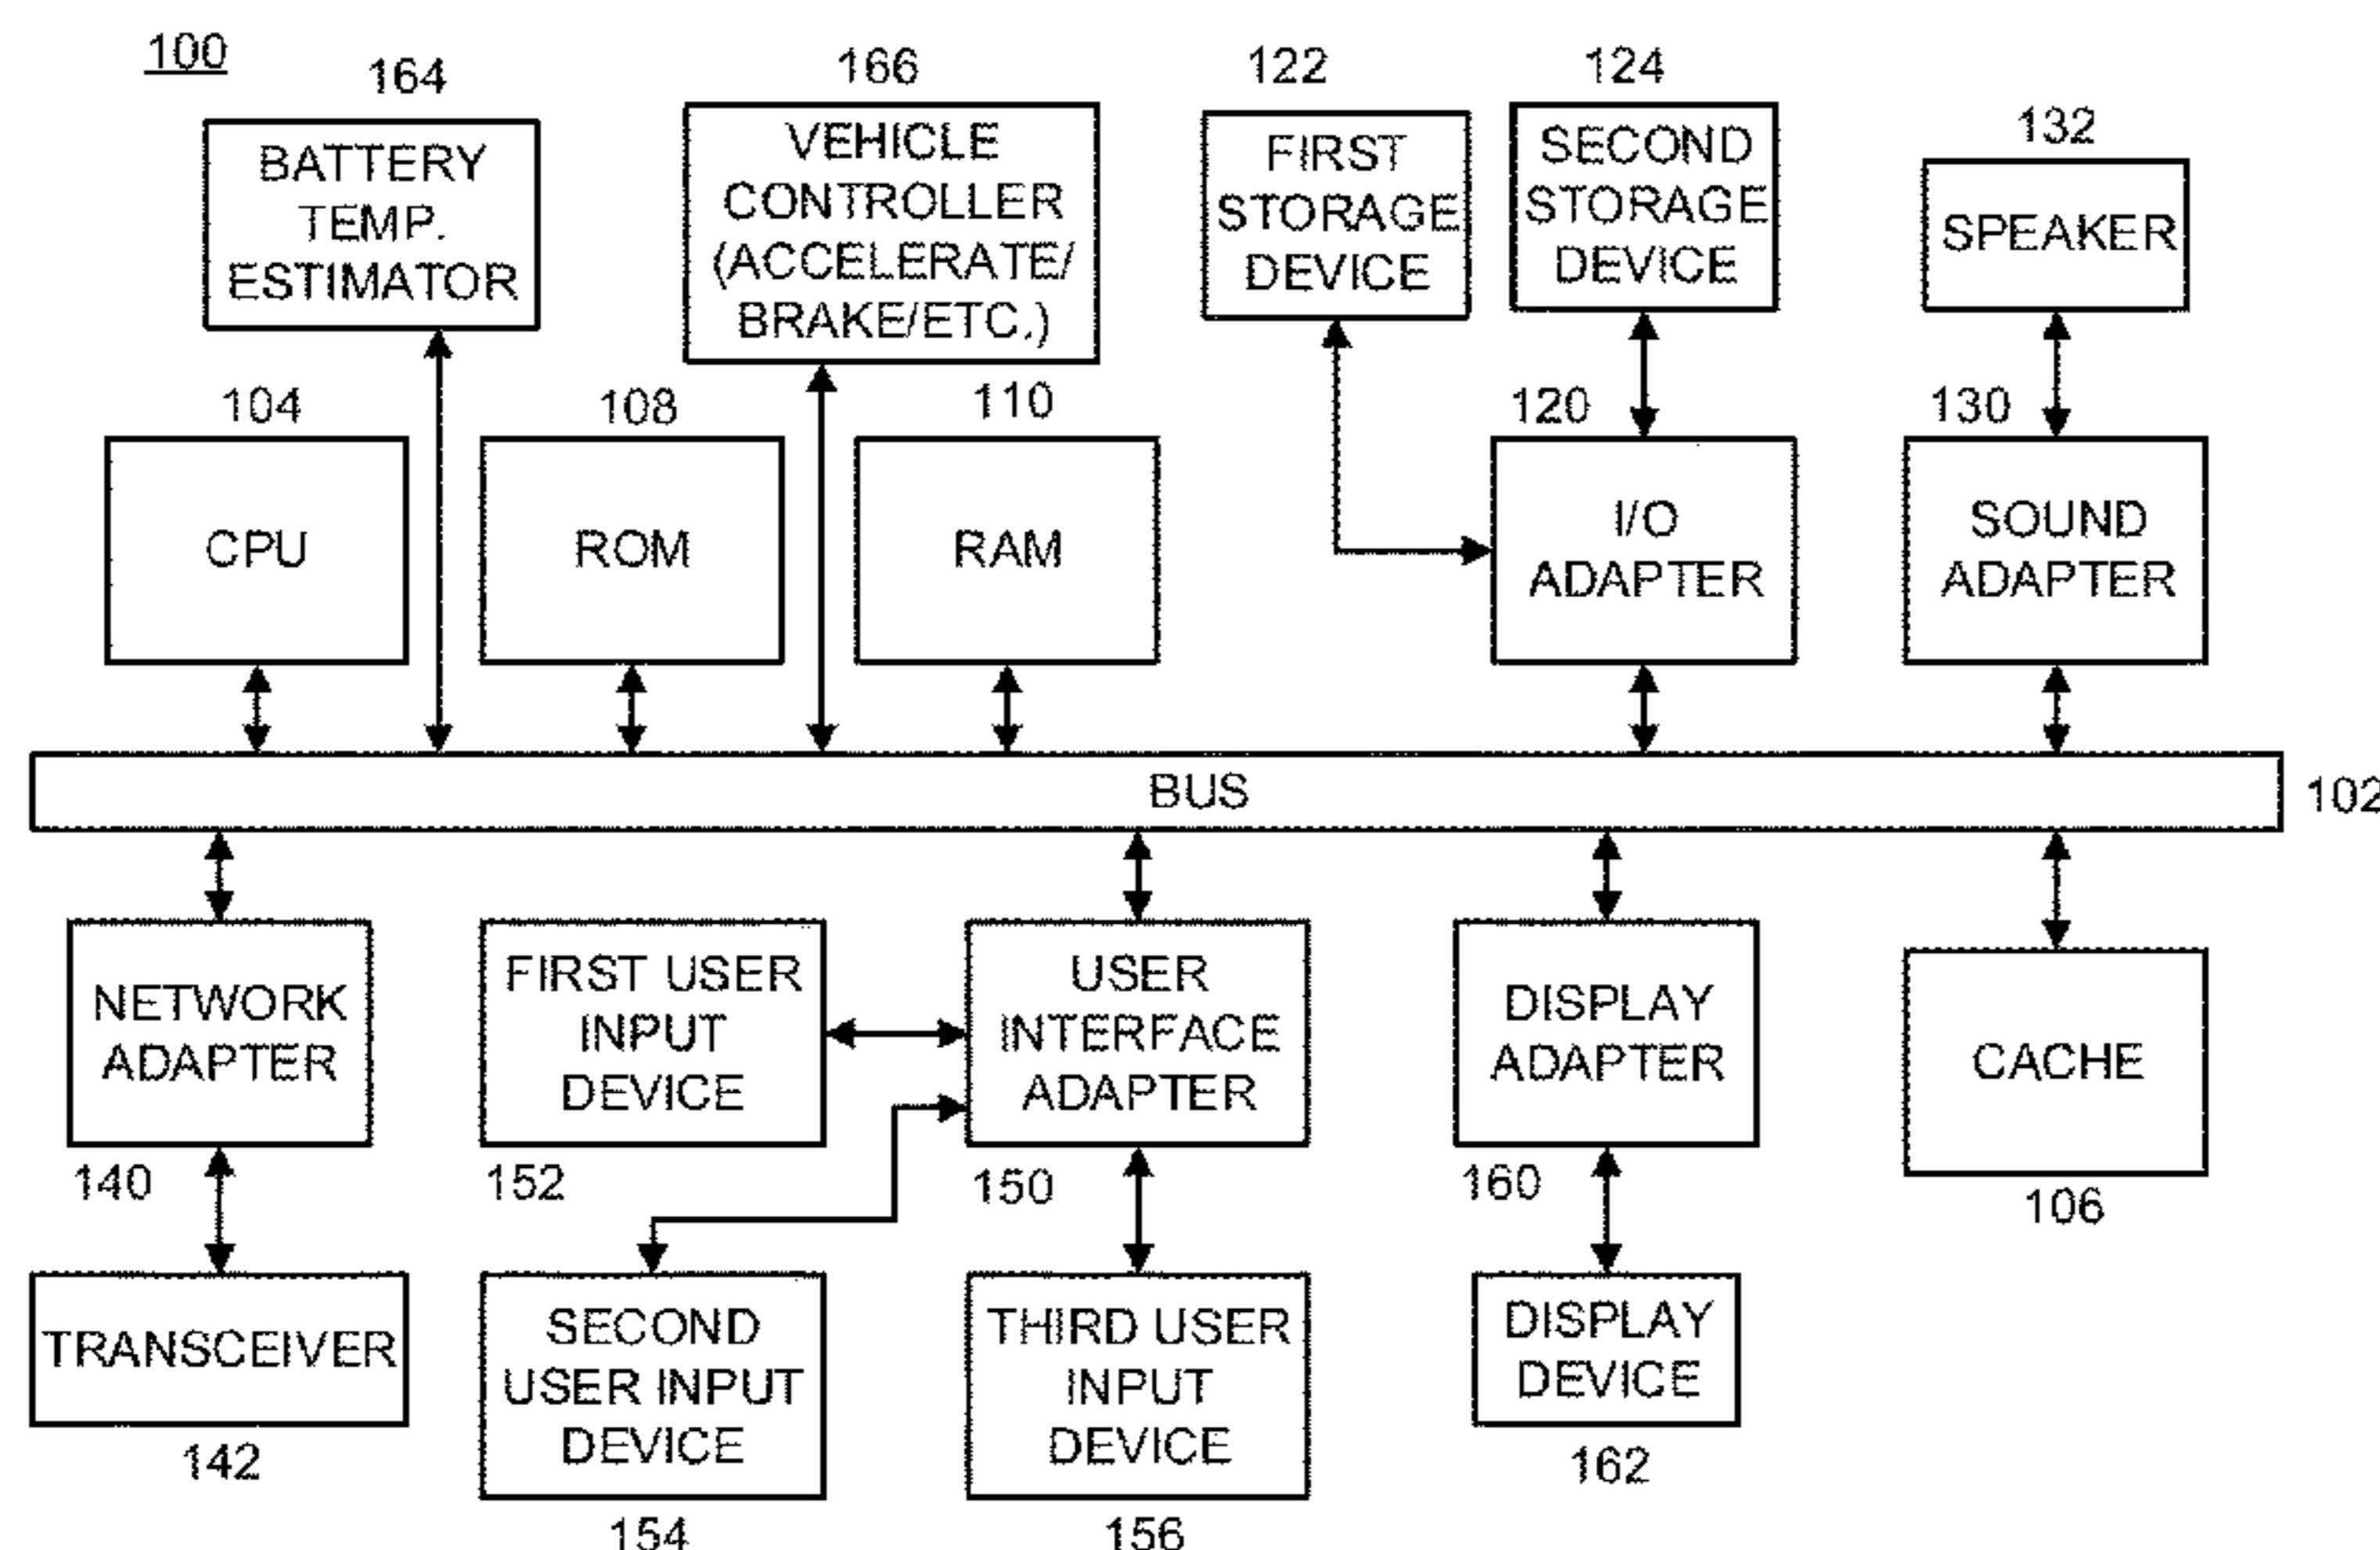 100
164
BATTERY
TEMP.
ESTIMATOR
166
VEHICLE
CONTROLLER
(ACCELERATE/
BRAKE/ETC.)
122
FIRST
STORAGE
DEVICE
124
SECOND
STORAGE
DEVICE
132
SPEAKER
104
CPU
108
ROM
110
RAM
120
I/O
ADAPTER
130
SOUND
ADAPTER
BUS
102
NETWORK
ADAPTER
140
FIRST USER
INPUT
DEVICE
152
USER
INTERFACE
ADAPTER
150
DISPLAY
ADAPTER
160
CACHE
106
TRANSCEIVER
142
SECOND
USER INPUT
DEVICE
154
THIRD USER
INPUT
DEVICE
156
DISPLAY
DEVICE
162